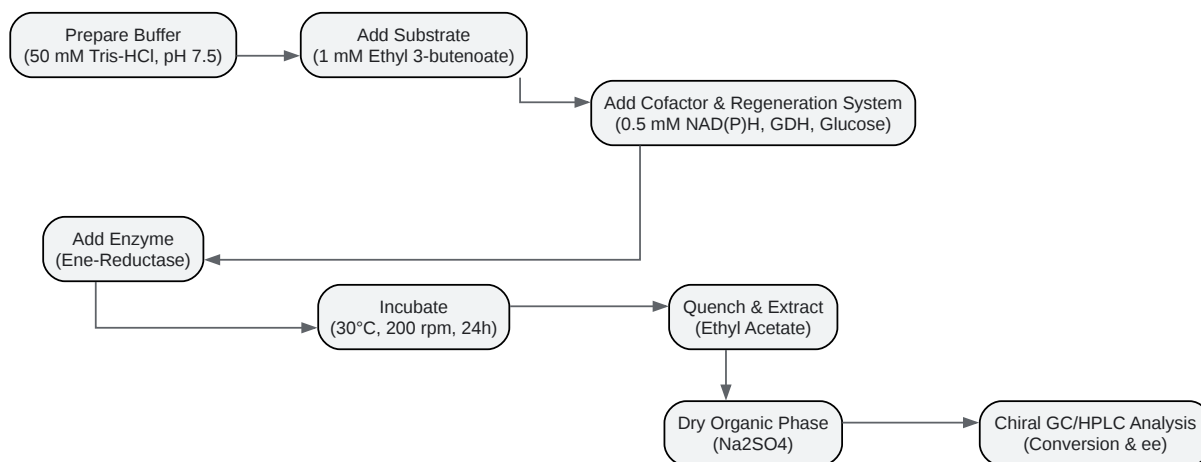 Prepare Buffer
(50 mM Tris-HCl, pH 7.5)
Add Substrate
(1 mM Ethyl 3-butenoate)
Add Cofactor & Regeneration System
(0.5 mM NAD(P)H, GDH, Glucose)
Add Enzyme
(Ene-Reductase)
Incubate
(30°C, 200 rpm, 24h)
Quench & Extract
(Ethyl Acetate)
Dry Organic Phase
(Na2SO4)
Chiral GC/HPLC Analysis
(Conversion & ee)